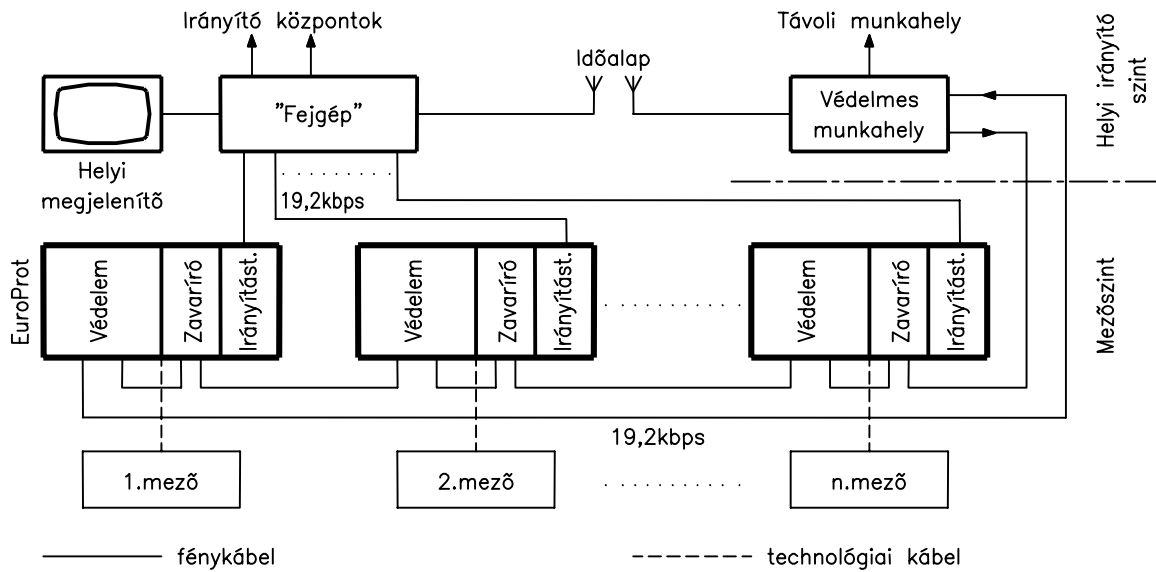 Irányító központok
Távoli munkahely
Időalap
"Fejgép"
Védelmes
munkahely
Helyi irányító
szint
Helyi
megjelenítő
19,2kbps
EuroProt
Védelem
Zavaríró
Irányítást.
Védelem
Zavaríró
Irányítást.
Védelem
Zavaríró
Irányítást.
Mezőszint
19,2kbps
1.mező
2.mező
n.mező
fénykábel
technológiai kábel